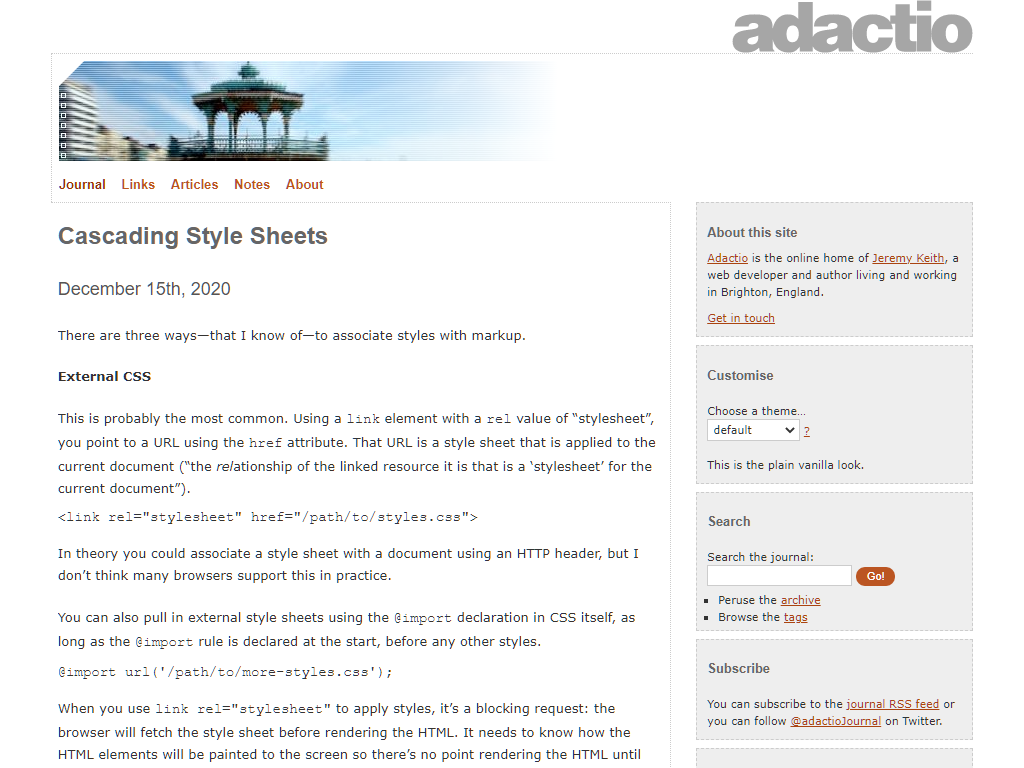 adactio
Journal Links Articles Notes About
Cascading Style Sheets
December 15th, 2020
There are three ways—that I know of—to associate styles with markup.
External CSS
This is probably the most common. Using a link element with a rel value of “stylesheet”,
you point to a URL using the href attribute. That URL is a style sheet that is applied to the
current document (“the relationship of the linked resource it is that is a ‘stylesheet’ for the
current document”).
<link rel="stylesheet" href="/path/to/styles.css">
In theory you could associate a style sheet with a document using an HTTP header, but I
don’t think many browsers support this in practice.
You can also pull in external style sheets using the @import declaration in CSS itself, as
long as the @import rule is declared at the start, before any other styles.
@import url('/path/to/more-styles.css');
When you use link rel="stylesheet" to apply styles, it’s a blocking request: the
browser will fetch the style sheet before rendering the HTML. It needs to know how the
HTML elements will be painted to the screen so there’s no point rendering the HTML until
About this site
Adactio is the online home of Jeremy Keith, a
web developer and author living and working
in Brighton, England.
Get in touch
Customise
Choose a theme…
default ?
This is the plain vanilla look.
Search
Search the journal:
Go!
Peruse the archive
Browse the tags
Subscribe
You can subscribe to the journal RSS feed or
you can follow @adactioJournal on Twitter.